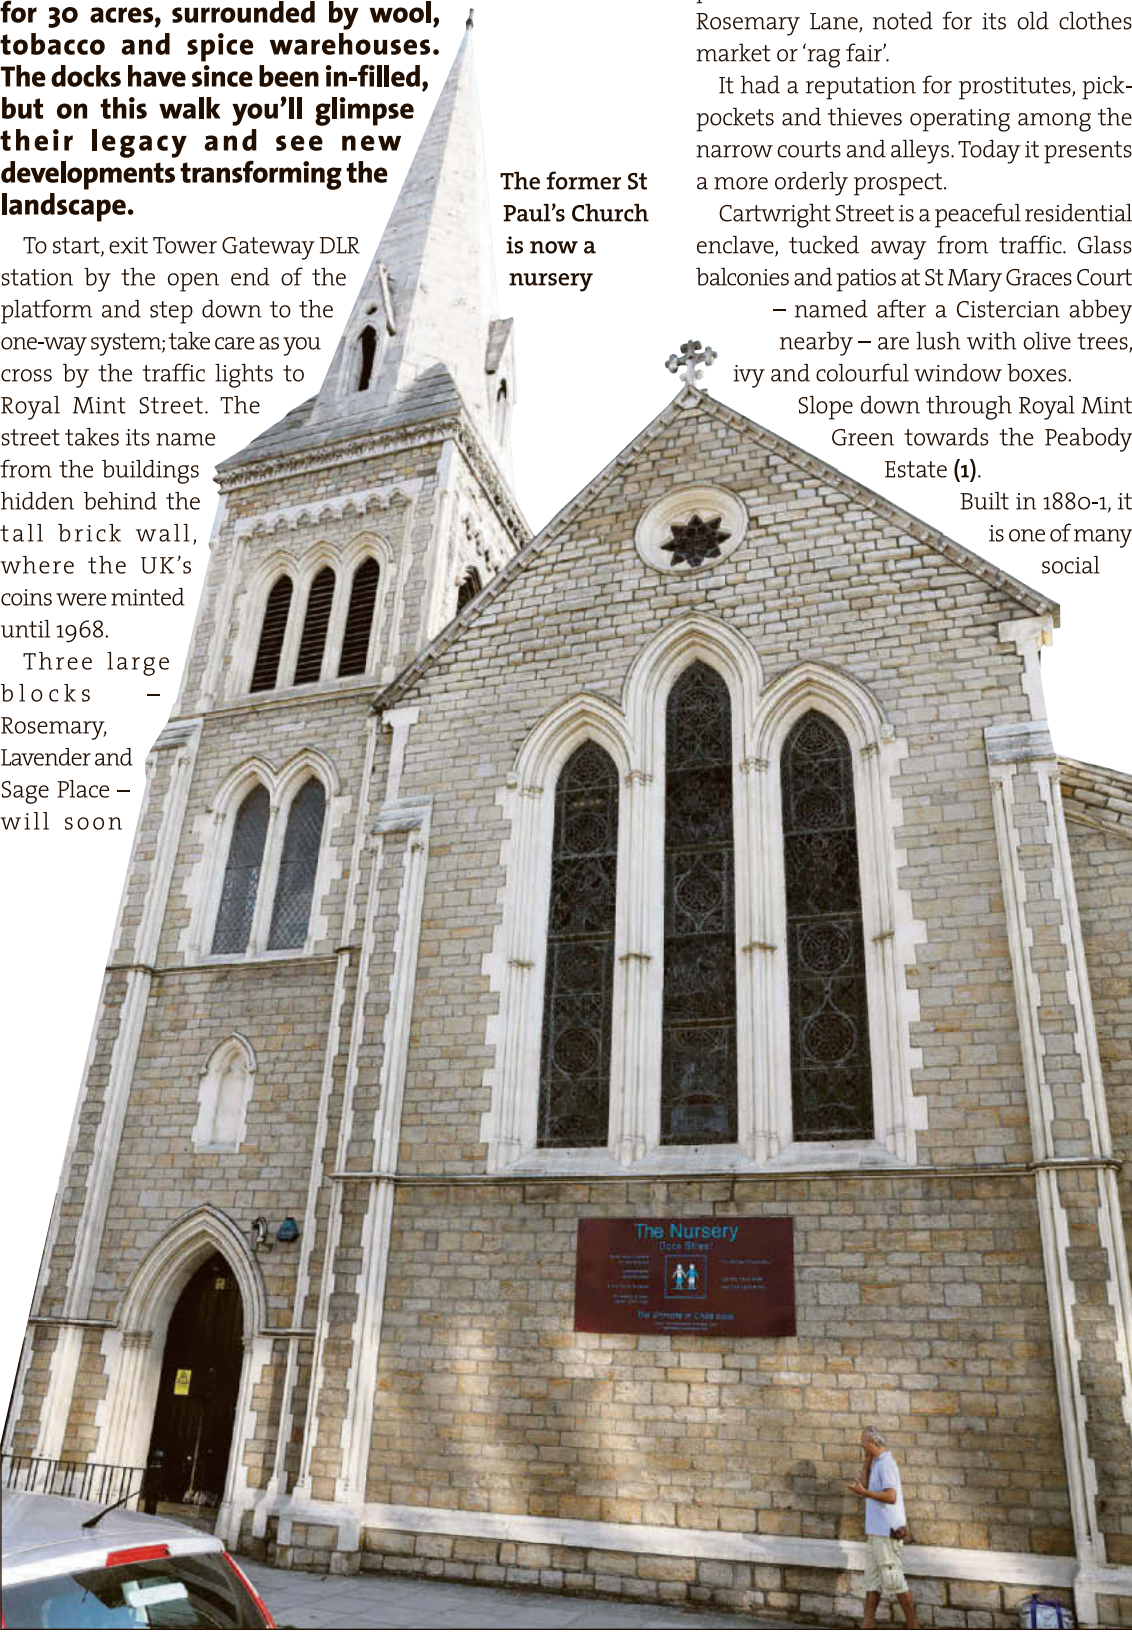 for 30 acres, surrounded by wool,
tobacco and spice warehouses.
The docks have since been in-filled,
but on this walk you'll glimpse
their legacy and see new
developments transforming the
landscape.
To start, exit Tower Gateway DLR
station by the open end of the
platform and step down to the
one-way system; take care as you
cross by the traffic lights to
Royal Mint Street. The
street takes its name
from the buildings
hidden behind the
tall brick wall,
where the UK's
coins were minted
until 1968.
Three large
blocks –
Rosemary,
Lavender and
Sage Place –
will soon
The former St
Paul's Church
is now a
nursery
Rosemary Lane, noted for its old clothes
market or 'rag fair'.
It had a reputation for prostitutes, pick-
pockets and thieves operating among the
narrow courts and alleys. Today it presents
a more orderly prospect.
Cartwright Street is a peaceful residential
enclave, tucked away from traffic. Glass
balconies and patios at St Mary Graces Court
– named after a Cistercian abbey
nearby – are lush with olive trees,
ivy and colourful window boxes.
Slope down through Royal Mint
Green towards the Peabody
Estate (1).
Built in 1880-1, it
is one of many
social
The Nursery
Dock Street